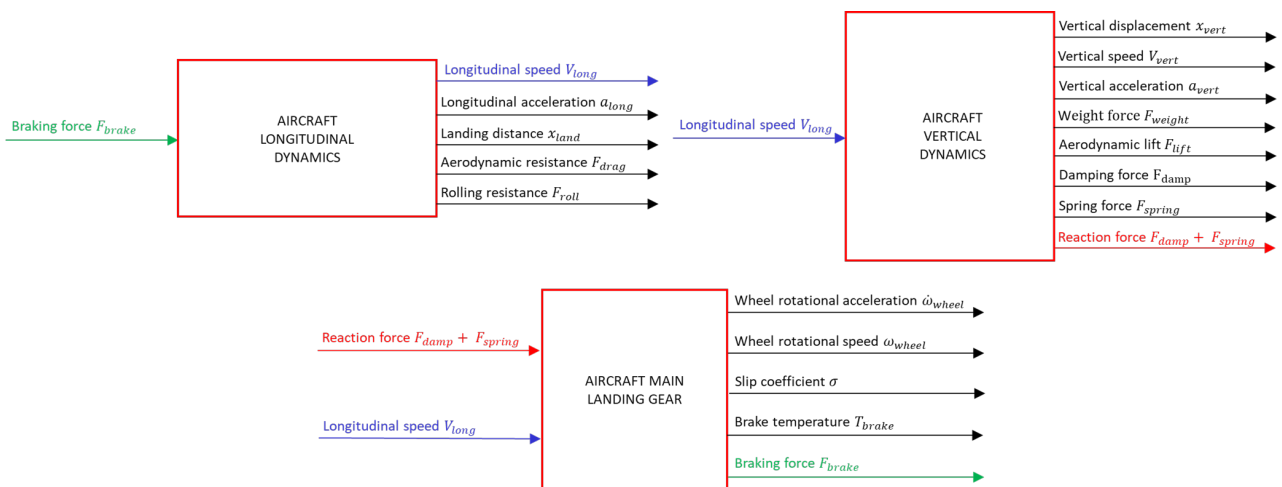 Braking force F_brake
AIRCRAFT
LONGITUDINAL
DYNAMICS
Longitudinal speed V_long
Longitudinal acceleration a_long
Landing distance x_land
Aerodynamic resistance F_drag
Rolling resistance F_roll
Longitudinal speed V_long
AIRCRAFT
VERTICAL
DYNAMICS
Vertical displacement x_vert
Vertical speed V_vert
Vertical acceleration a_vert
Weight force F_weight
Aerodynamic lift F_lift
Damping force F_damp
Spring force F_spring
Reaction force F_damp + F_spring
Reaction force F_damp + F_spring
Longitudinal speed V_long
AIRCRAFT MAIN
LANDING GEAR
Wheel rotational acceleration ω̇_wheel
Wheel rotational speed ω_wheel
Slip coefficient σ
Brake temperature T_brake
Braking force F_brake